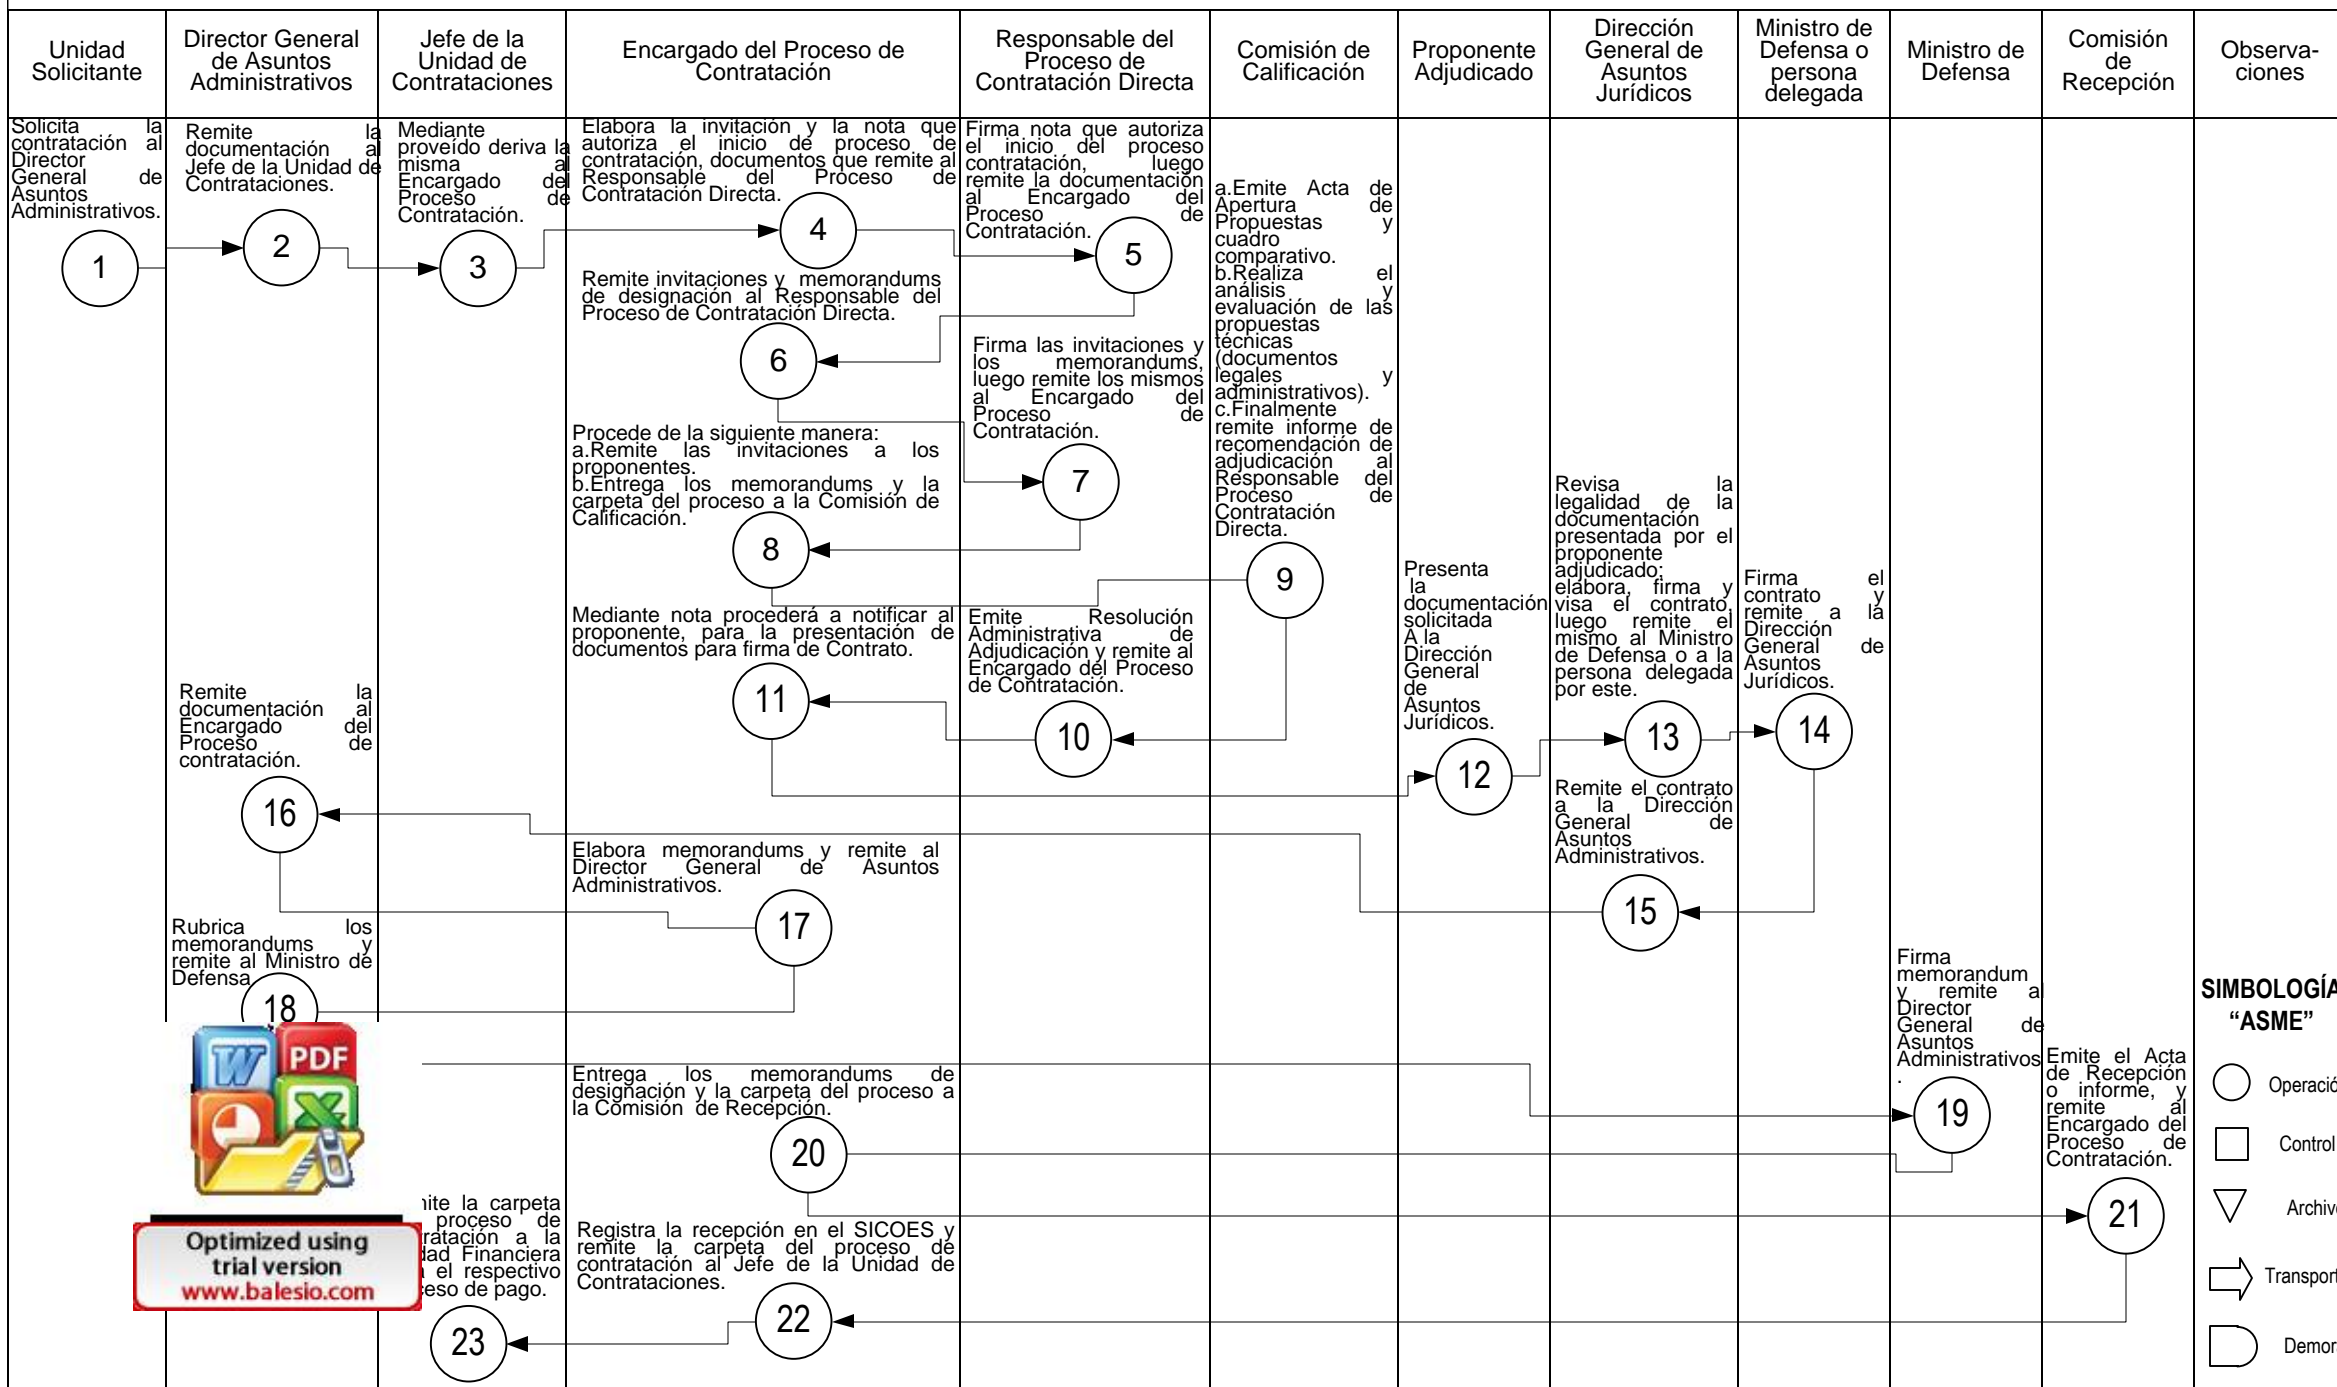 Unidad
Solicitante
Director General
de Asuntos
Administrativos
Jefe de la
Unidad de
Contrataciones
Encargado del Proceso de
Contratación
Responsable del
Proceso de
Contratación Directa
Comisión de
Calificación
Proponente
Adjudicado
Dirección
General de
Asuntos
Jurídicos
Ministro de
Defensa o
persona
delegada
Ministro de
Defensa
Comisión
de
Recepción
Observa-
ciones
Solicita la
contratación al
Director
General de
Asuntos
Administrativos.
1
Remite la
documentación al
Jefe de la Unidad de
Contrataciones.
2
Mediante
proveído deriva la
misma al
Encargado del
Proceso de
Contratación.
3
Elabora la invitación y la nota que
autoriza el inicio de proceso de
contratación, documentos que remite al
Responsable del Proceso de
Contratación Directa.
4
Firma nota que autoriza
el inicio del proceso
contratación, luego
remite la documentación
al Encargado del
Proceso de
Contratación.
5
Remite invitaciones y memorandums
de designación al Responsable del
Proceso de Contratación Directa.
6
Firma las invitaciones y
los memorandums,
luego remite los mismos
al Encargado del
Proceso de
Contratación.
7
Procede de la siguiente manera:
a.Remite las invitaciones a los
proponentes.
b.Entrega los memorandums y la
carpeta del proceso a la Comisión de
Calificación.
8
a.Emite Acta de
Apertura de
Propuestas y
cuadro
comparativo.
b.Realiza el
análisis y
evaluación de las
propuestas
técnicas
(documentos
legales y
administrativos).
c.Finalmente
remite informe de
recomendación de
adjudicación al
Responsable del
Proceso de
Contratación
Directa.
9
Emite Resolución
Administrativa de
Adjudicación y remite al
Encargado del Proceso
de Contratación.
10
Mediante nota procederá a notificar al
proponente, para la presentación de
documentos para firma de Contrato.
11
Presenta
la
documentación
solicitada
A la
Dirección
General
de
Asuntos
Jurídicos.
12
Revisa la
legalidad de la
documentación
presentada por el
proponente
adjudicado;
elabora, firma y
visa el contrato,
luego remite el
mismo al Ministro
de Defensa o a la
persona delegada
por este.
13
Firma el
contrato y
remite a la
Dirección
General de
Asuntos
Jurídicos.
14
Remite el contrato
a la Dirección
General de
Asuntos
Administrativos.
15
Remite la
documentación al
Encargado del
Proceso de
contratación.
16
Elabora memorandums y remite al
Director General de Asuntos
Administrativos.
17
Rubrica los
memorandums y
remite al Ministro de
Defensa
18
Firma
memorandum
y remite al
Director
General de
Asuntos
Administrativos
.
19
Entrega los memorandums de
designación y la carpeta del proceso a
la Comisión de Recepción.
20
Emite el Acta
de Recepción
o informe, y
remite al
Encargado del
Proceso de
Contratación.
21
Registra la recepción en el SICOES y
remite la carpeta del proceso de
contratación al Jefe de la Unidad de
Contrataciones.
22
la carpeta
proceso de
a la
Financiera
el respectivo
de pago.
23
SIMBOLOGÍA
“ASME”
Operació
Control
Archivo
Transport
Demor
W
PDF
X
Optimized using
trial version
www.balesio.com